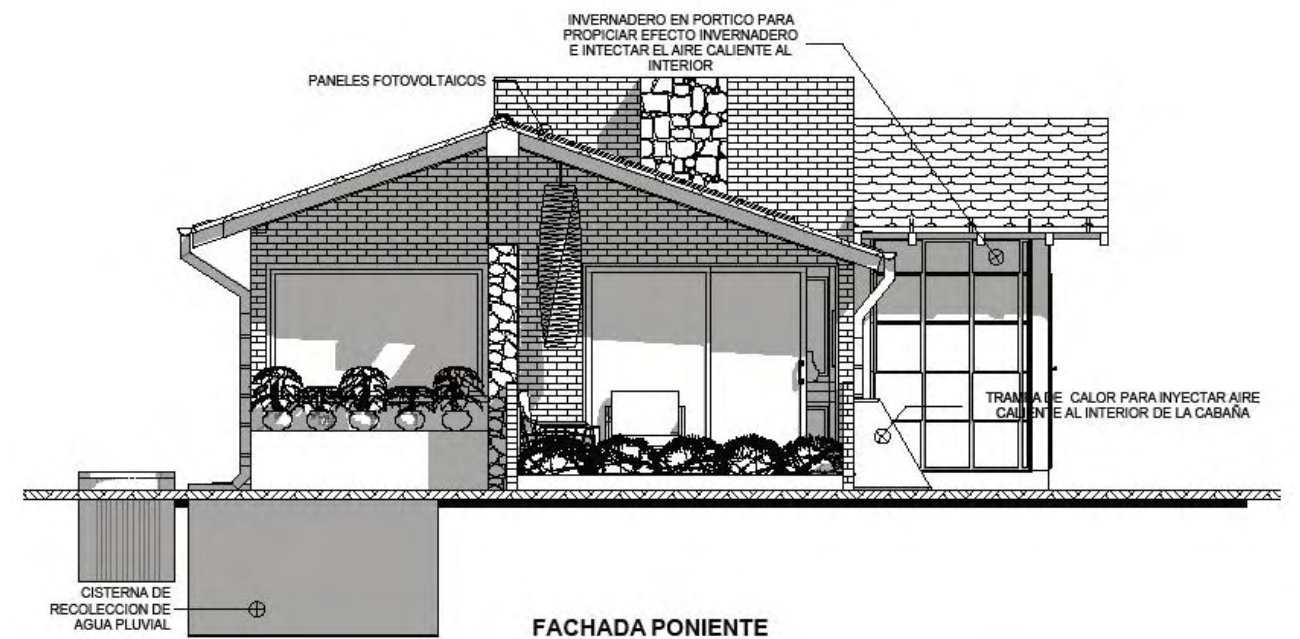 INVERNADERO EN PORTICO PARA
PROPICIAR EFECTO INVERNADERO
E INTECTAR EL AIRE CALIENTE AL
INTERIOR
PANELES FOTOVOLTAICOS
TRAMPA DE CALOR PARA INYECTAR AIRE
CALIENTE AL INTERIOR DE LA CABAÑA
CISTERNA DE
RECOLECCION DE
AGUA PLUVIAL
FACHADA PONIENTE